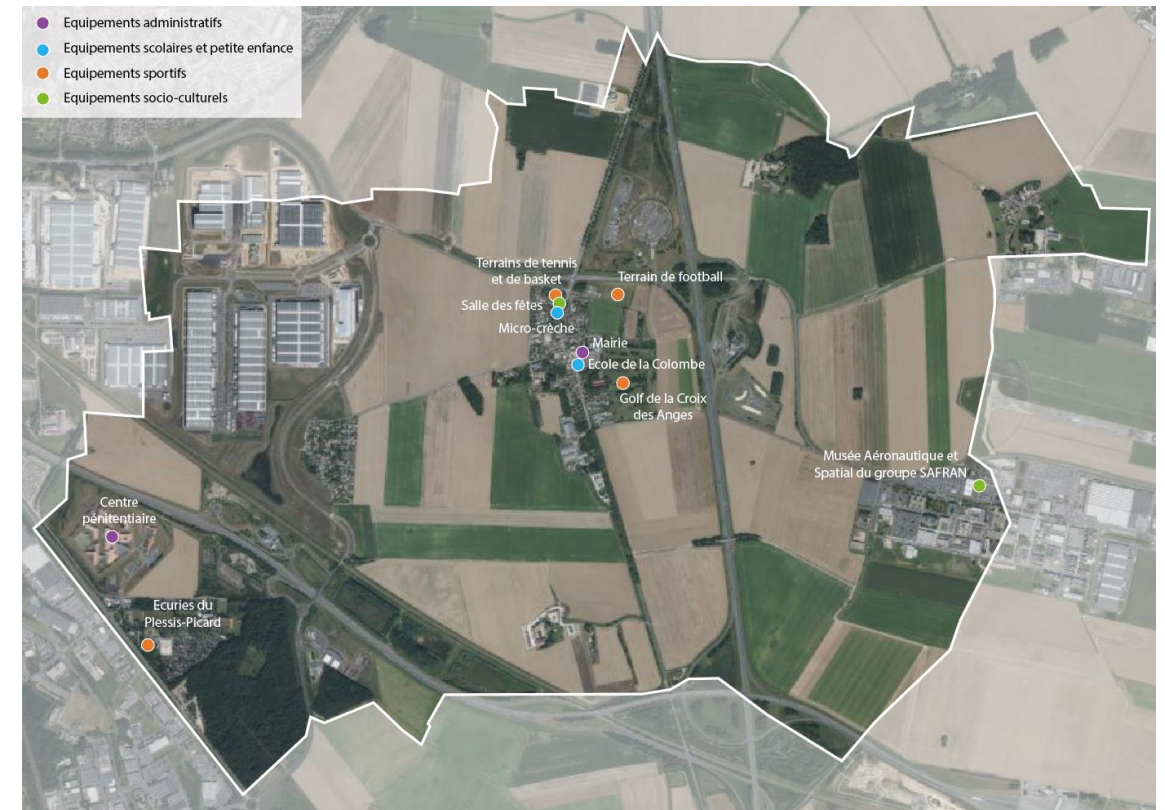 Equipements administratifs
Equipements scolaires et petite enfance
Equipements sportifs
Equipements socio-culturels
Terrains de tennis
et de basket
Terrain de football
Salle des fêtes
Micro-crèche
Mairie
Ecole de la Colombe
Golf de la Croix
des Anges
Musée Aéronautique et
Spatial du groupe SAFRAN
Centre
pénitentiaire
Ecuries du
Plessis-Picard